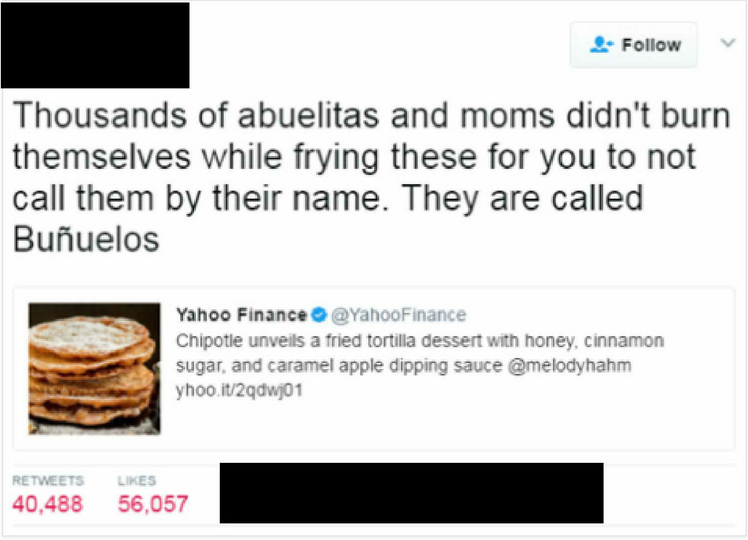 Follow
Thousands of abuelitas and moms didn't burn
themselves while frying these for you to not
call them by their name. They are called
Buñuelos
Yahoo Finance @YahooFinance
Chipotle unveils a fried tortilla dessert with honey, cinnamon
sugar, and caramel apple dipping sauce @melodyhahm
yhoo.it/2qdwj01
RETWEETS LIKES
40,488 56,057